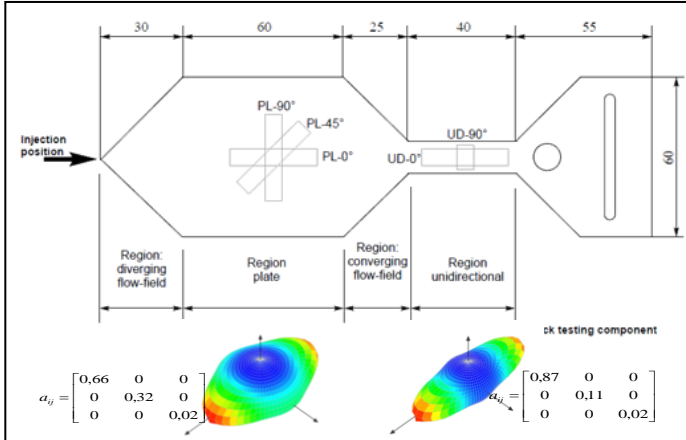 30 60 25 40 55
PL-90°
PL-45°
PL-0°
UD-90°
UD-0°
Injection
position
60
Region:
diverging
flow-field
Region
plate
Region:
converging
flow-field
Region
unidirectional
ck testing component
a_ij = [0,66 0 0
0 0,32 0
0 0 0,02]
a_ij = [0,87 0 0
0 0,11 0
0 0 0,02]